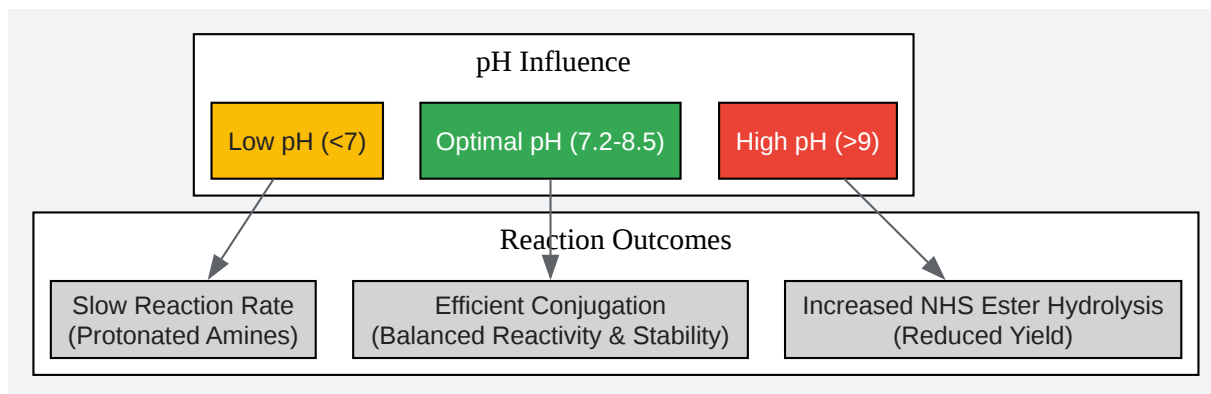 pH Influence
Low pH (<7)
Optimal pH (7.2-8.5)
High pH (>9)
Reaction Outcomes
Slow Reaction Rate
(Protonated Amines)
Efficient Conjugation
(Balanced Reactivity & Stability)
Increased NHS Ester Hydrolysis
(Reduced Yield)